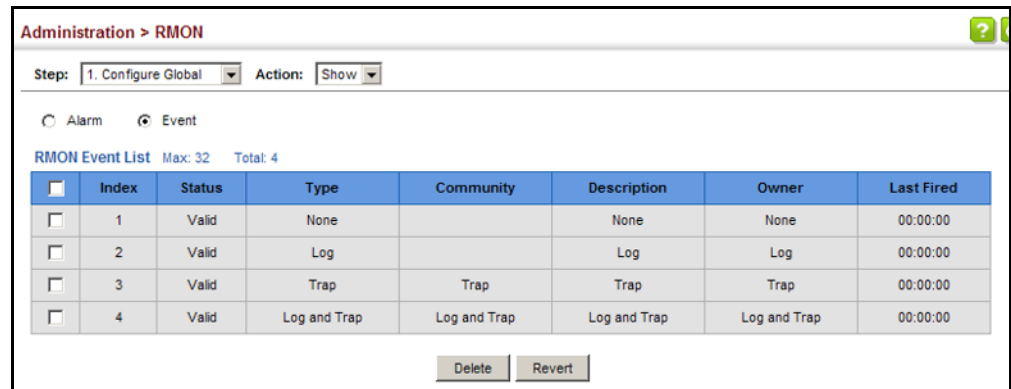 Administration > RMON
?
Step: 1. Configure Global Action: Show
Alarm Event
RMON Event List Max: 32 Total: 4
Index Status Type Community Description Owner Last Fired
1 Valid None None None 00:00:00
2 Valid Log Log Log 00:00:00
3 Valid Trap Trap Trap Trap 00:00:00
4 Valid Log and Trap Log and Trap Log and Trap Log and Trap 00:00:00
Delete Revert